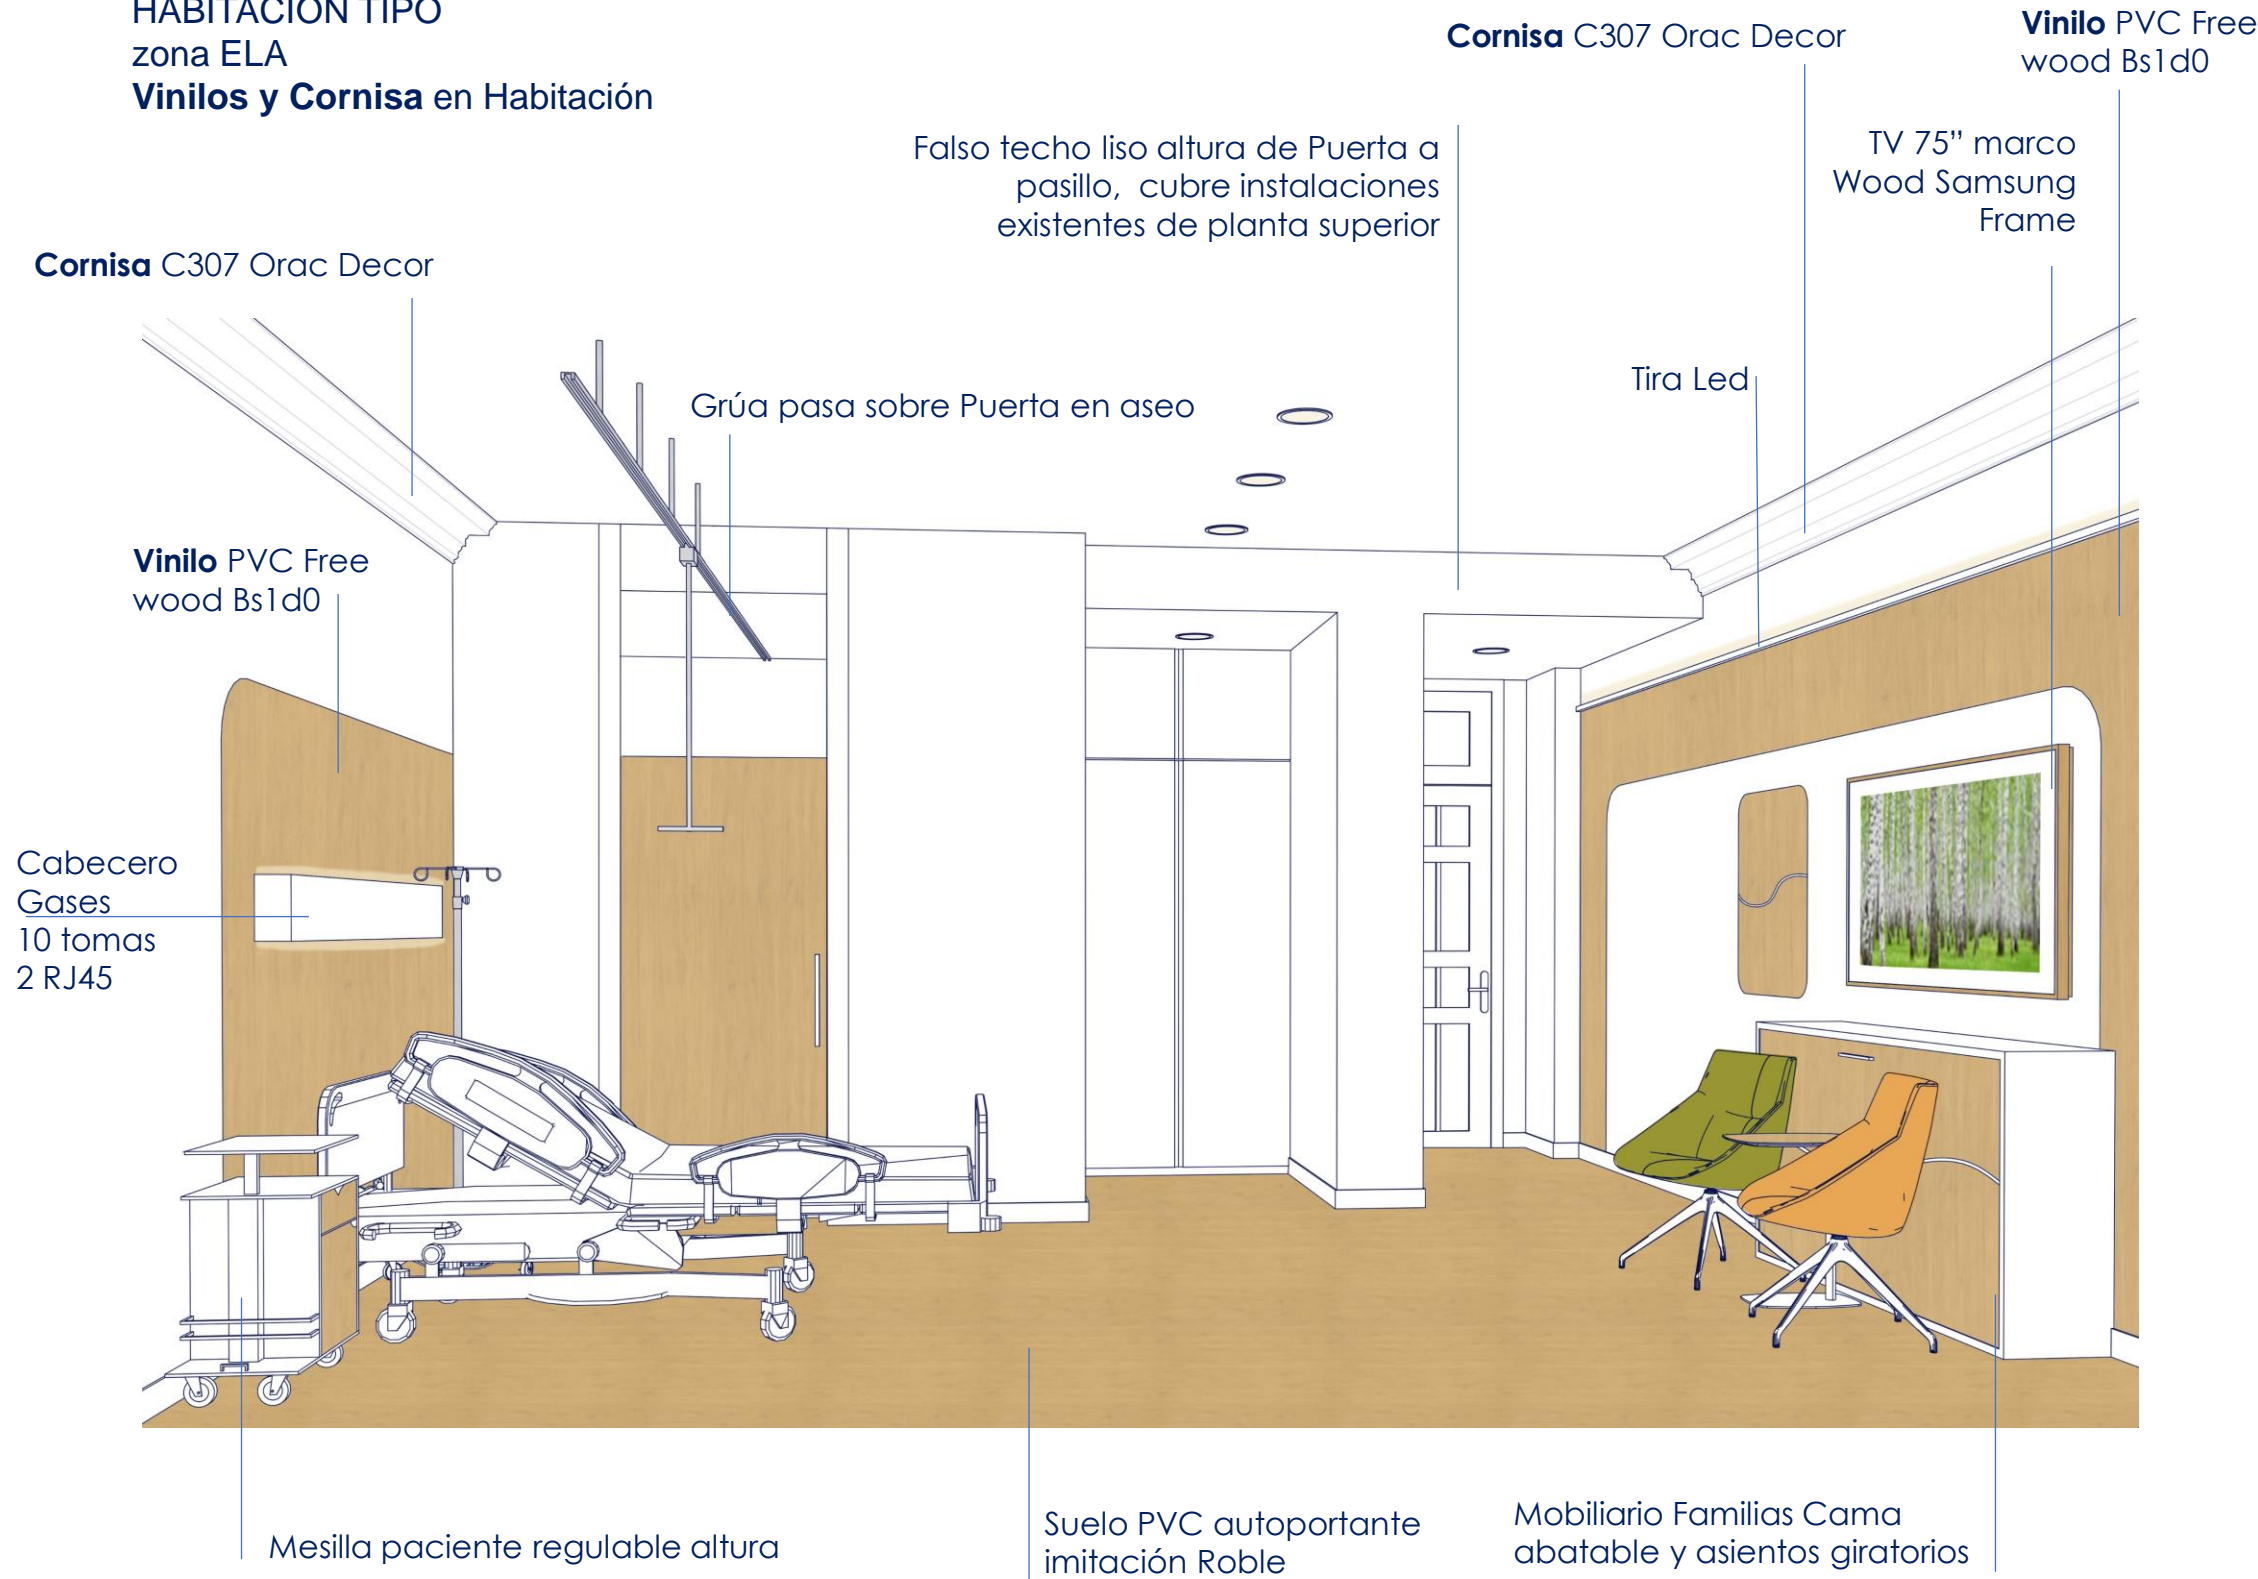 HABITACIÓN TIPO
zona ELA
Vinilos y Cornisa en Habitación
Cornisa C307 Orac Decor
Vinilo PVC Free
wood Bs1d0
Falso techo liso altura de Puerta a
pasillo, cubre instalaciones
existentes de planta superior
TV 75” marco
Wood Samsung
Frame
Cornisa C307 Orac Decor
Tira Led
Grúa pasa sobre Puerta en aseo
Vinilo PVC Free
wood Bs1d0
Cabecero
Gases
10 tomas
2 RJ45
Mesilla paciente regulable altura
Suelo PVC autoportante
imitación Roble
Mobiliario Familias Cama
abatable y asientos giratorios